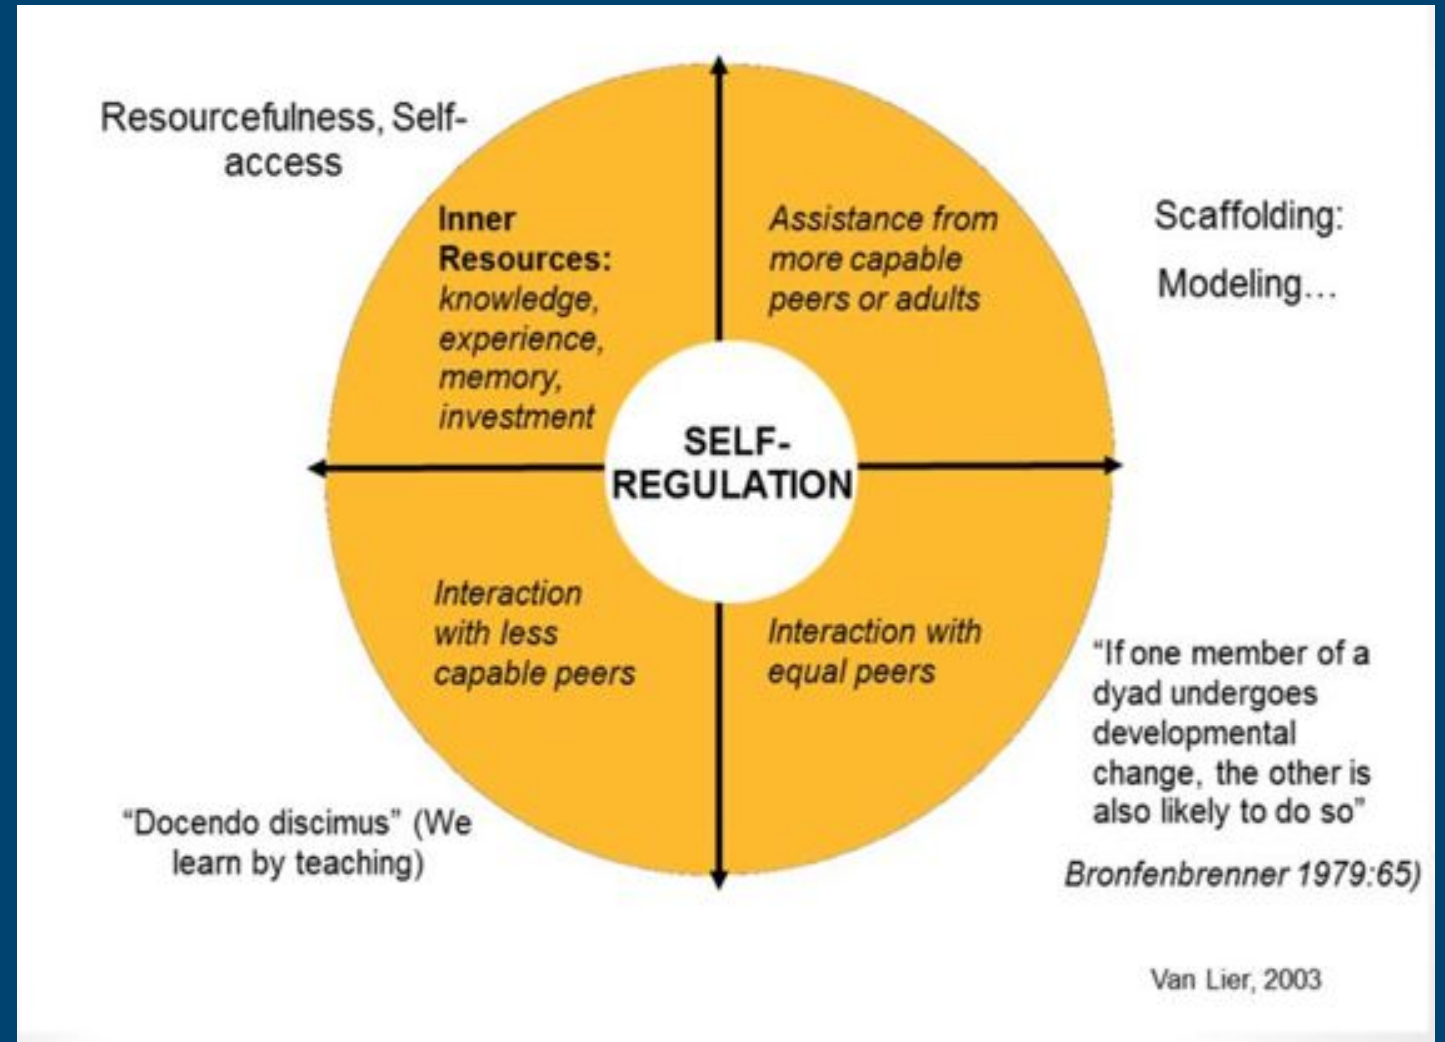 Resourcefulness, Self-
access
Inner
Resources:
knowledge,
experience,
memory,
investment
Assistance from
more capable
peers or adults
Scaffolding:
Modeling…
SELF-
REGULATION
Interaction
with less
capable peers
Interaction with
equal peers
“If one member of a
dyad undergoes
developmental
change, the other is
also likely to do so”
Bronfenbrenner 1979:65)
“Docendo discimus” (We
learn by teaching)
Van Lier, 2003